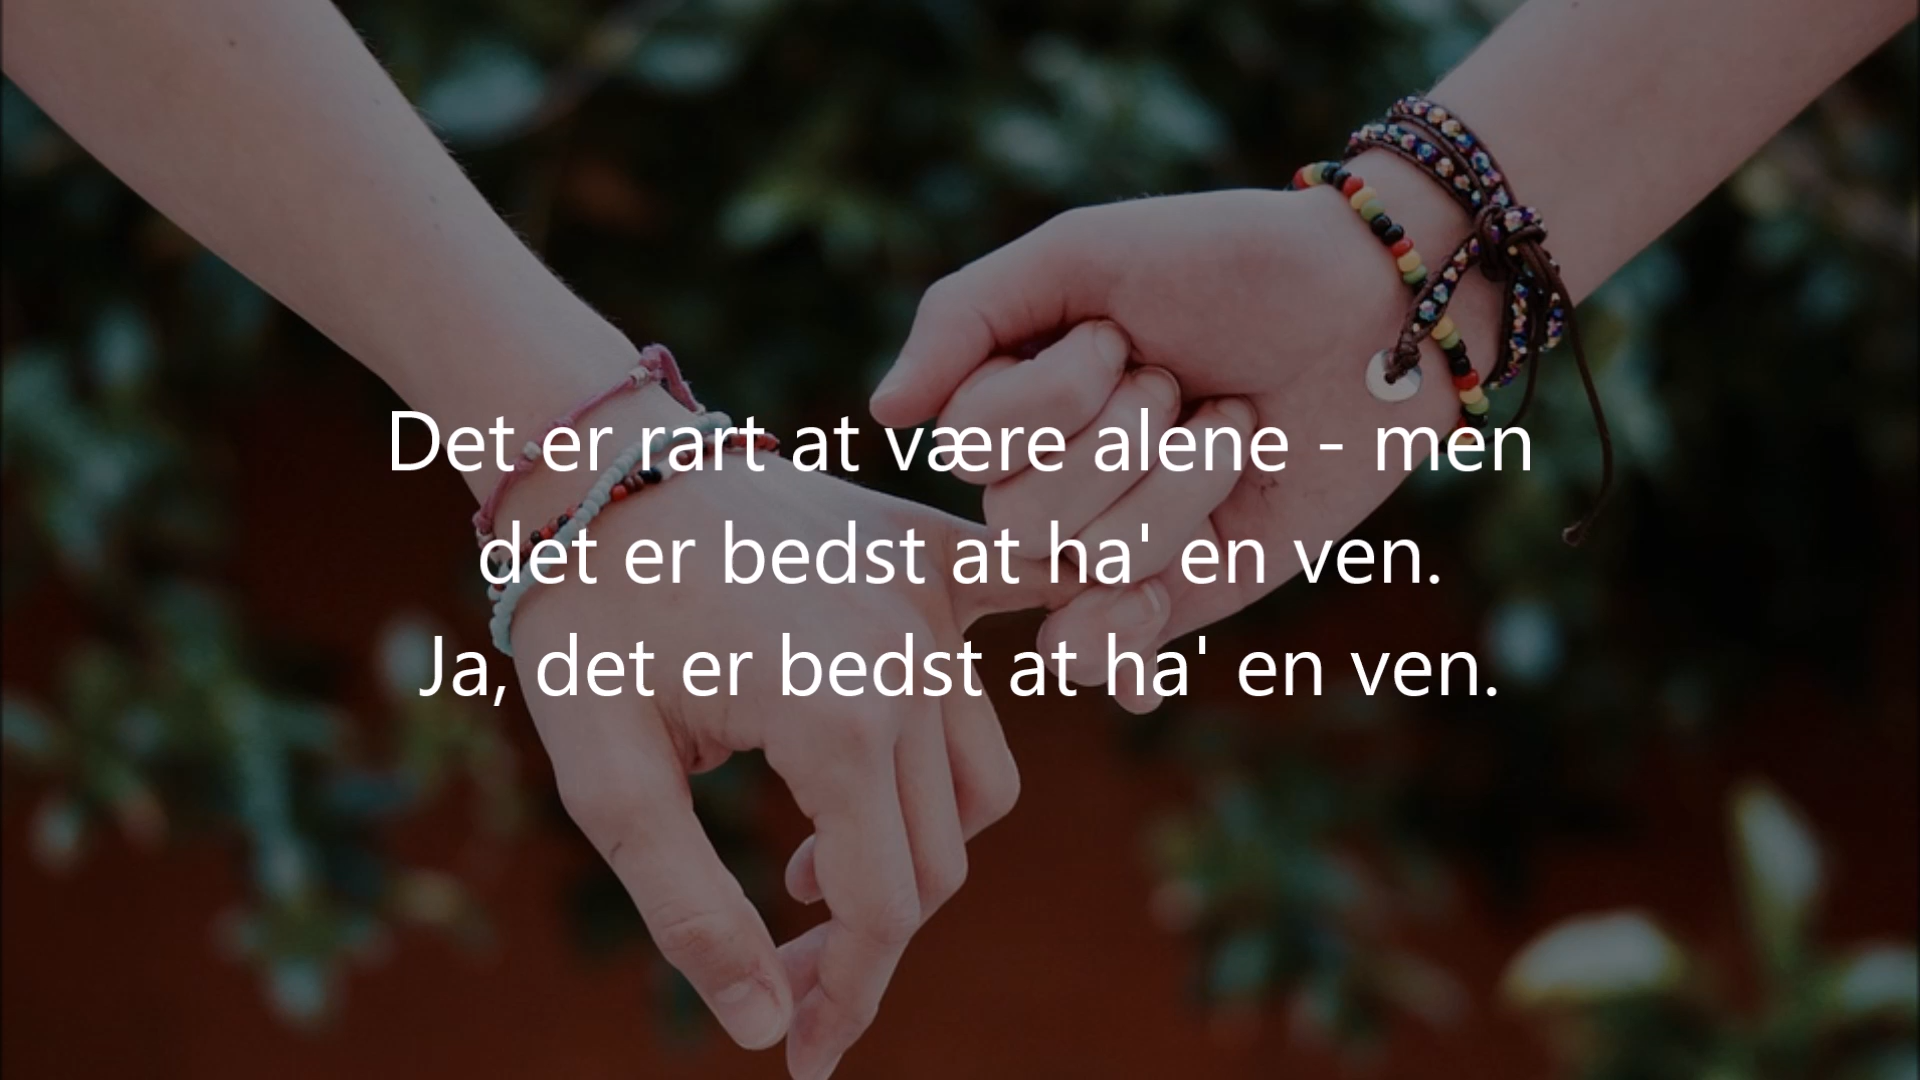 Det er rart at være alene - men
det er bedst at ha' en ven.
Ja, det er bedst at ha' en ven.